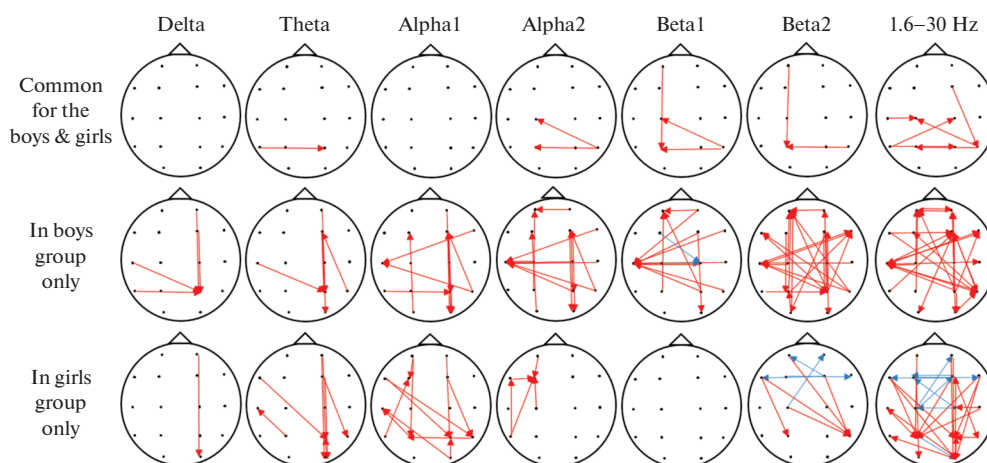 Delta Theta Alpha1 Alpha2 Beta1 Beta2 1.6–30 Hz
Common
for the
boys & girls
In boys
group
only
In girls
group
only